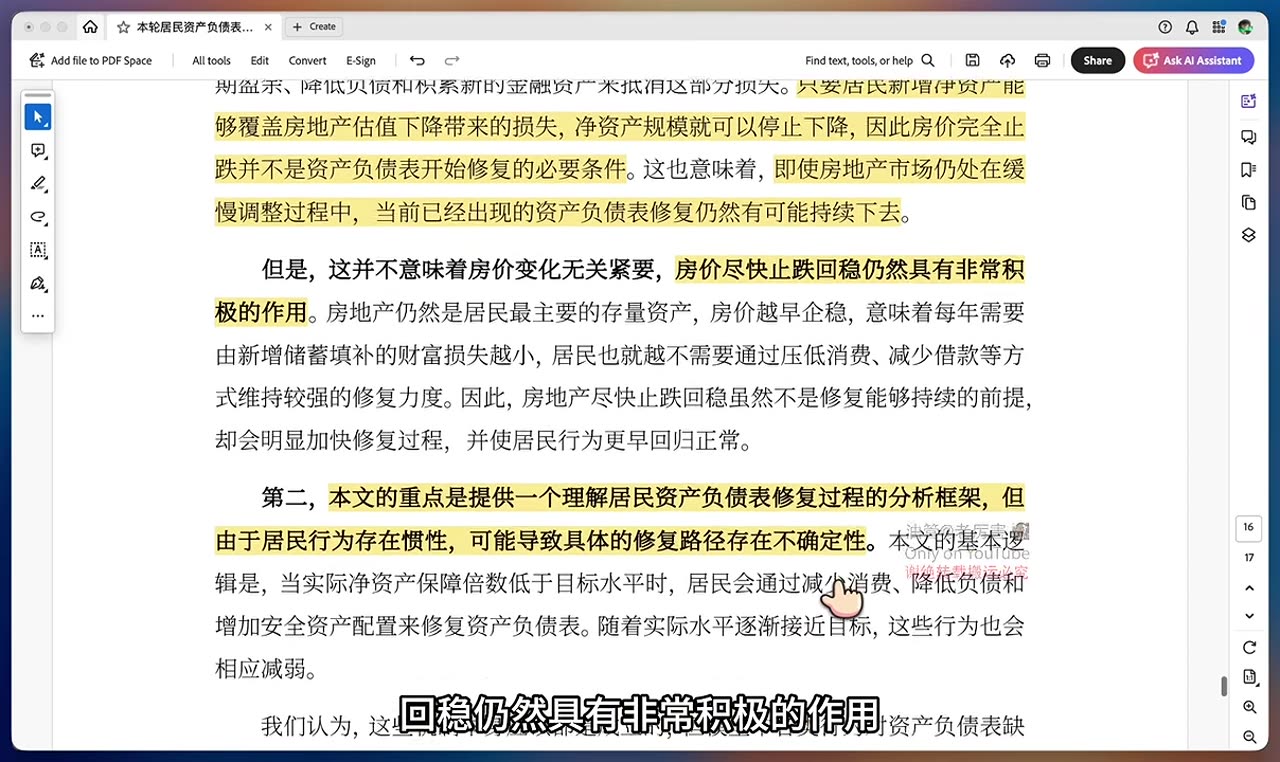 本轮居民资产负债表...
Create
Add file to PDF Space
All tools
Edit
Convert
E-Sign
Find text, tools, or help
Share
Ask AI Assistant
期盈余、降低负债和积累新的金融资产来抵消这部分损失。只要居民新增净资产能
够覆盖房地产估值下降带来的损失，净资产规模就可以停止下降，因此房价完全止
跌并不是资产负债表开始修复的必要条件。这也意味着，即使房地产市场仍处在缓
慢调整过程中，当前已经出现的资产负债表修复仍然有可能持续下去。
但是，这并不意味着房价变化无关紧要，房价尽快止跌回稳仍然具有非常积
极的作用。房地产仍然是居民最主要的存量资产，房价越早企稳，意味着每年需要
由新增储蓄填补的财富损失越小，居民也就越不需要通过压低消费、减少借款等方
式维持较强的修复力度。因此，房地产尽快止跌回稳虽然不是修复能够持续的前提，
却会明显加快修复过程，并使居民行为更早回归正常。
第二，本文的重点是提供一个理解居民资产负债表修复过程的分析框架，但
由于居民行为存在惯性，可能导致具体的修复路径存在不确定性。本文的基本逻
辑是，当实际净资产保障倍数低于目标水平时，居民会通过减少消费、降低负债和
增加安全资产配置来修复资产负债表。随着实际水平逐渐接近目标，这些行为也会
相应减弱。
我们认为，这些
对资产负债表缺
油管@老厉害
Only on YouTube
谢绝转载搬运必究
回稳仍然具有非常积极的作用
16
17